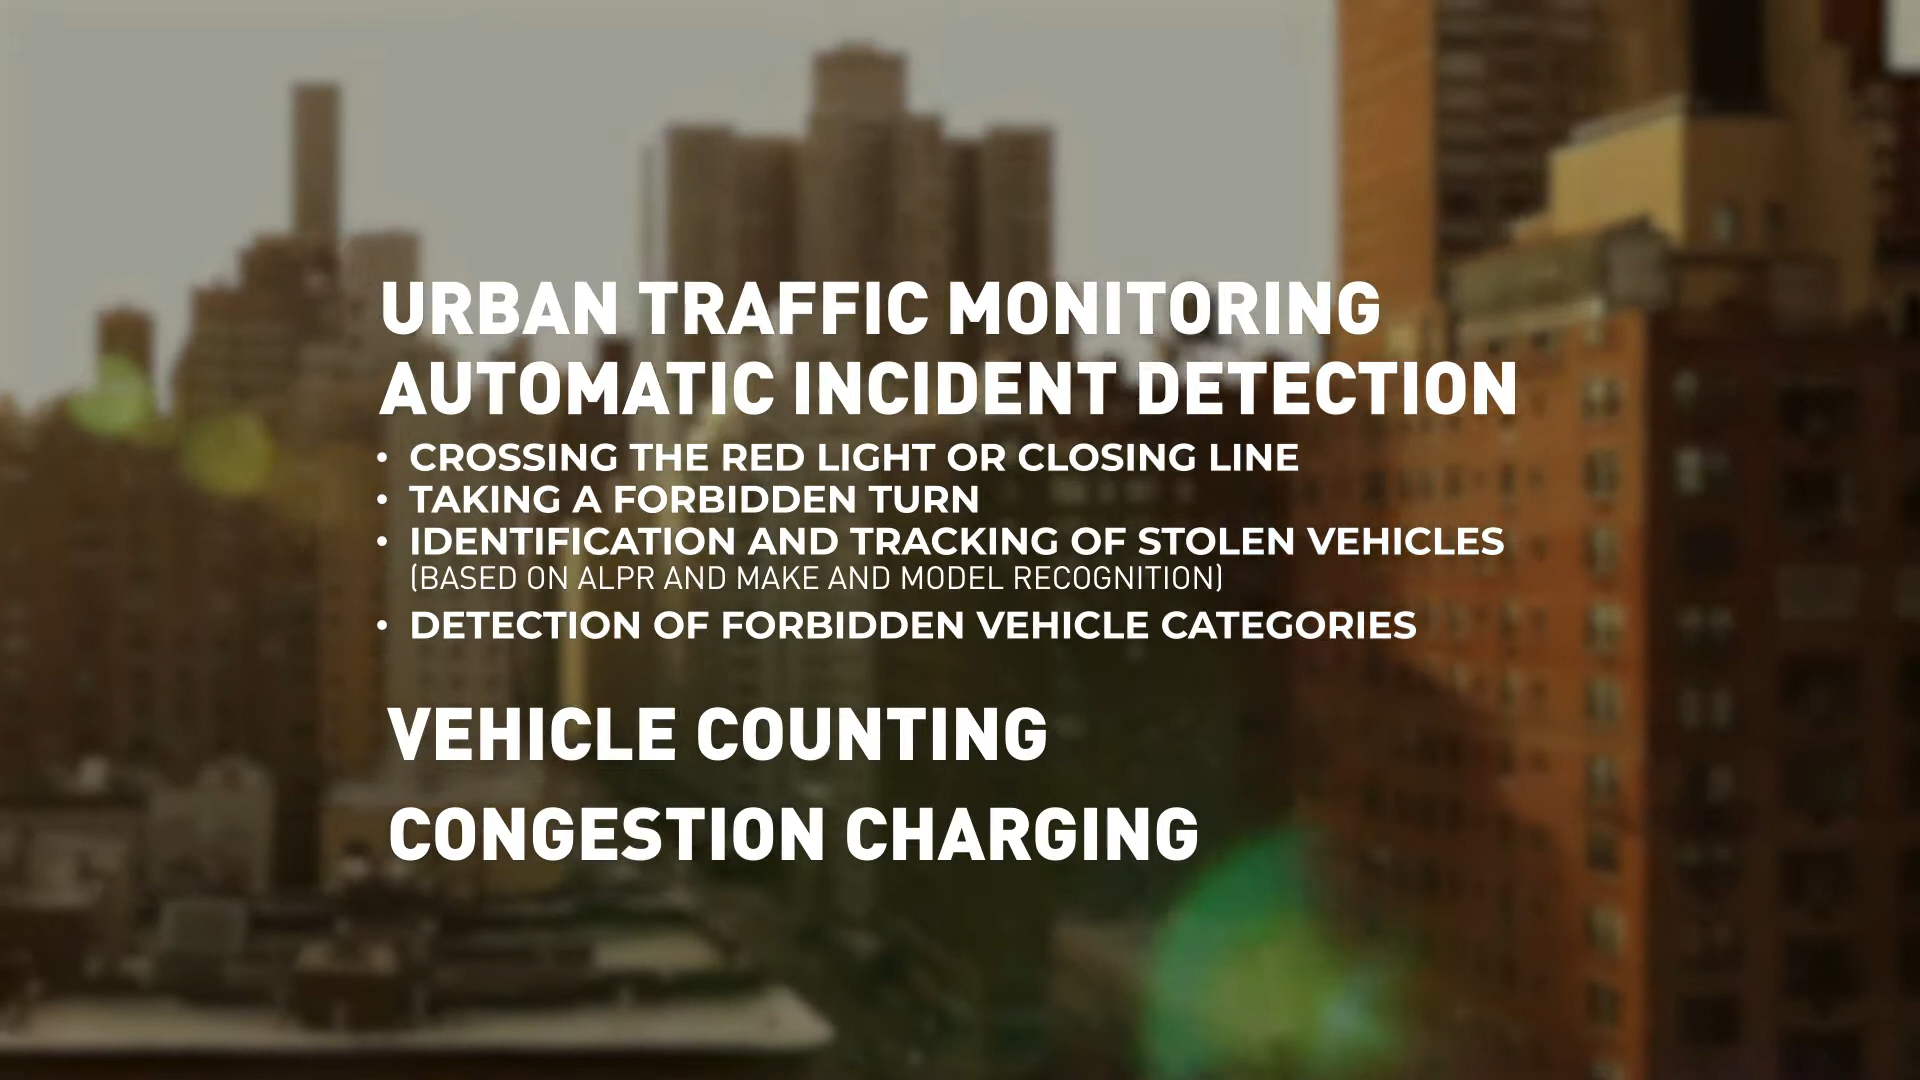 URBAN TRAFFIC MONITORING
AUTOMATIC INCIDENT DETECTION
• CROSSING THE RED LIGHT OR CLOSING LINE
• TAKING A FORBIDDEN TURN
• IDENTIFICATION AND TRACKING OF STOLEN VEHICLES
(BASED ON ALPR AND MAKE AND MODEL RECOGNITION)
• DETECTION OF FORBIDDEN VEHICLE CATEGORIES
VEHICLE COUNTING
CONGESTION CHARGING